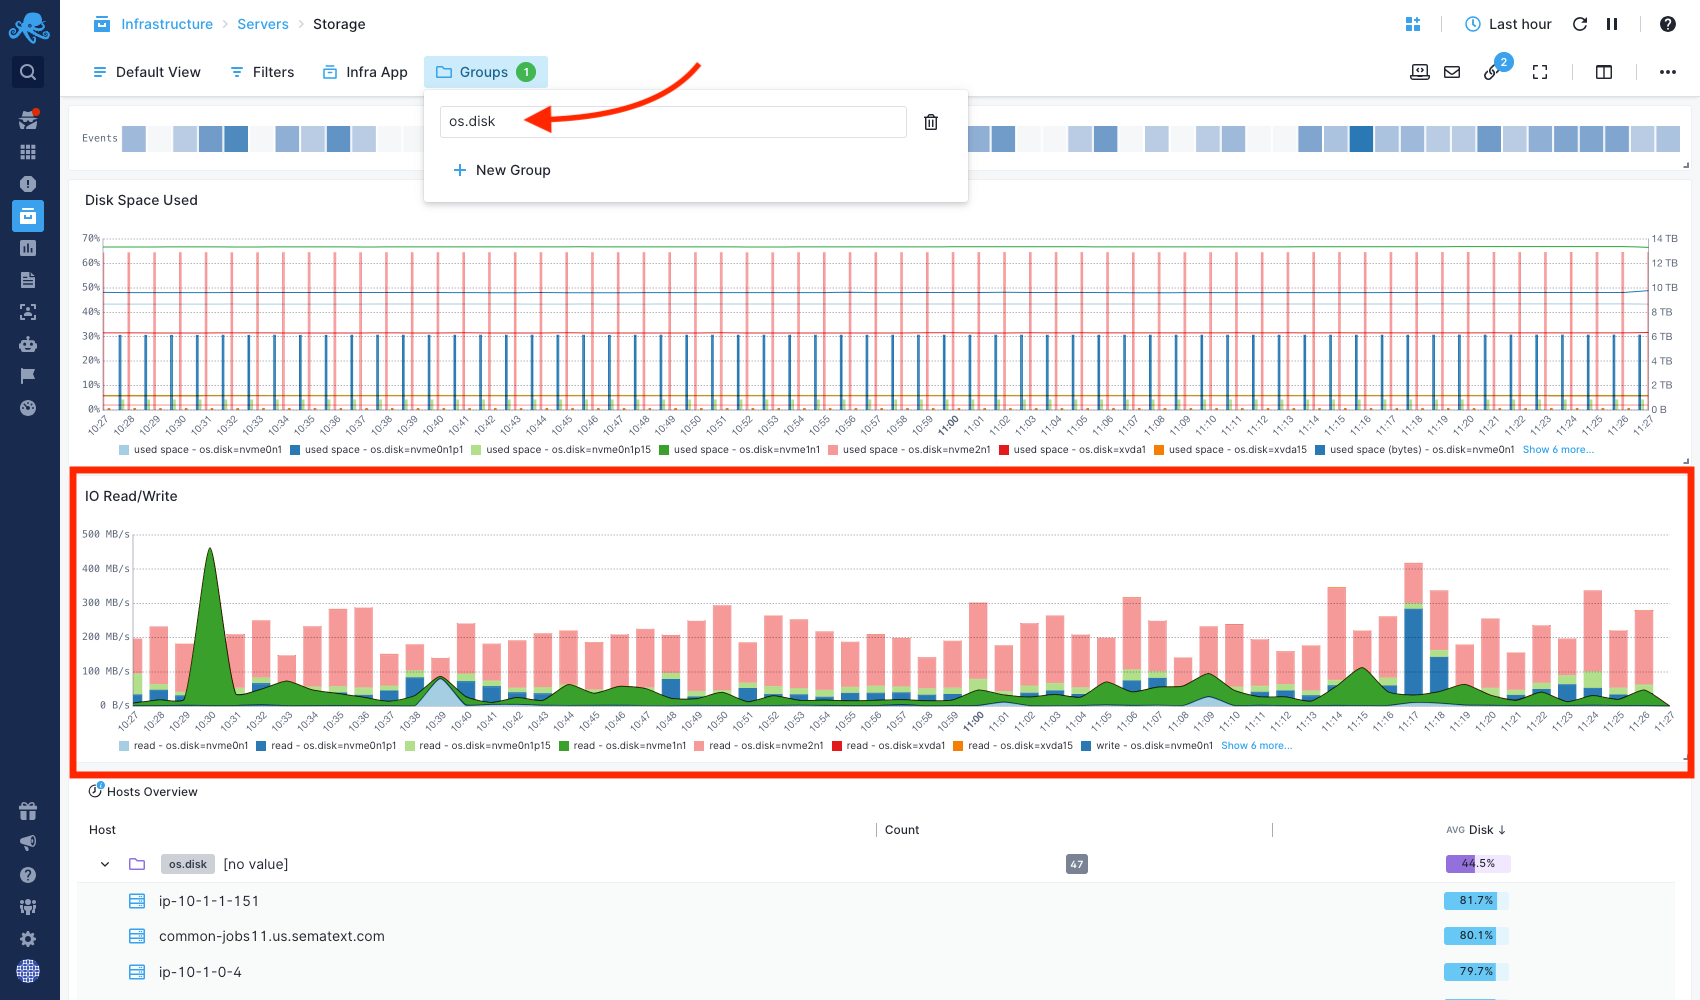 Infrastructure > Servers > Storage
Last hour
Default View
Filters
Infra App
Groups 1
2
os.disk
New Group
Events
Disk Space Used
70%
60%
50%
40%
30%
20%
10%
0%
14 TB
12 TB
10 TB
8 TB
6 TB
4 TB
2 TB
0 B
10:27 10:28 10:29 10:30 10:31 10:32 10:33 10:34 10:35 10:36 10:37 10:38 10:39 10:40 10:41 10:42 10:43 10:44 10:45 10:46 10:47 10:48 10:49 10:50 10:51 10:52 10:53 10:54 10:55 10:56 10:57 10:58 10:59 11:00 11:01 11:02 11:03 11:04 11:05 11:06 11:07 11:08 11:09 11:10 11:11 11:12 11:13 11:14 11:15 11:16 11:17 11:18 11:19 11:20 11:21 11:22 11:23 11:24 11:25 11:26 11:27
used space - os.disk=nvme0n1 used space - os.disk=nvme0n1p1 used space - os.disk=nvme0n1p15 used space - os.disk=nvme1n1 used space - os.disk=nvme2n1 used space - os.disk=xvda1 used space - os.disk=xvda15 used space (bytes) - os.disk=nvme0n1 Show 6 more...
IO Read/Write
500 MB/s
400 MB/s
300 MB/s
200 MB/s
100 MB/s
0 B/s
10:27 10:28 10:29 10:30 10:31 10:32 10:33 10:34 10:35 10:36 10:37 10:38 10:39 10:40 10:41 10:42 10:43 10:44 10:45 10:46 10:47 10:48 10:49 10:50 10:51 10:52 10:53 10:54 10:55 10:56 10:57 10:58 10:59 11:00 11:01 11:02 11:03 11:04 11:05 11:06 11:07 11:08 11:09 11:10 11:11 11:12 11:13 11:14 11:15 11:16 11:17 11:18 11:19 11:20 11:21 11:22 11:23 11:24 11:25 11:26 11:27
read - os.disk=nvme0n1 read - os.disk=nvme0n1p1 read - os.disk=nvme0n1p15 read - os.disk=nvme1n1 read - os.disk=nvme2n1 read - os.disk=xvda1 read - os.disk=xvda15 write - os.disk=nvme0n1 Show 6 more...
Hosts Overview
Host Count AVG Disk ↓
os.disk [no value] 47 44.5%
ip-10-1-1-151 81.7%
common-jobs11.us.sematext.com 80.1%
ip-10-1-0-4 79.7%